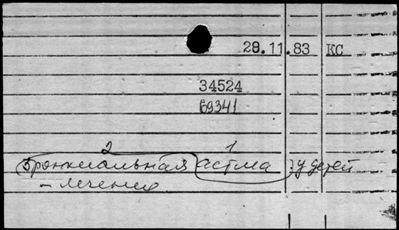 28.11.83 КС
34524
69341
2 1
Бронхиальная астма у детей
- лечение